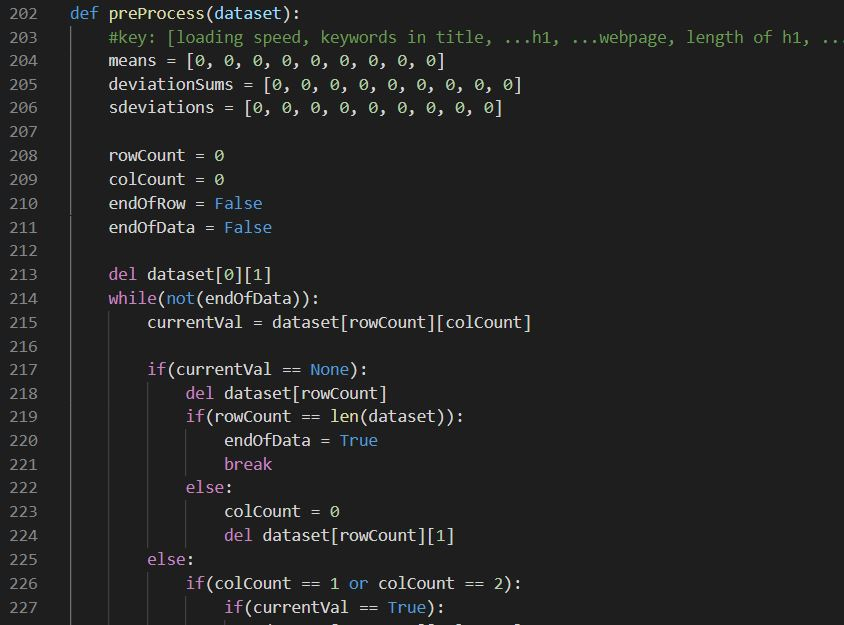 202 def preProcess(dataset):
203 #key: [loading speed, keywords in title, ...h1, ...webpage, length of h1, ...
204 means = [0, 0, 0, 0, 0, 0, 0, 0, 0]
205 deviationSums = [0, 0, 0, 0, 0, 0, 0, 0, 0]
206 sdeviations = [0, 0, 0, 0, 0, 0, 0, 0, 0]
207
208 rowCount = 0
209 colCount = 0
210 endOfRow = False
211 endOfData = False
212
213 del dataset[0][1]
214 while(not(endOfData)):
215 currentVal = dataset[rowCount][colCount]
216
217 if(currentVal == None):
218 del dataset[rowCount]
219 if(rowCount == len(dataset)):
220 endOfData = True
221 break
222 else:
223 colCount = 0
224 del dataset[rowCount][1]
225 else:
226 if(colCount == 1 or colCount == 2):
227 if(currentVal == True):